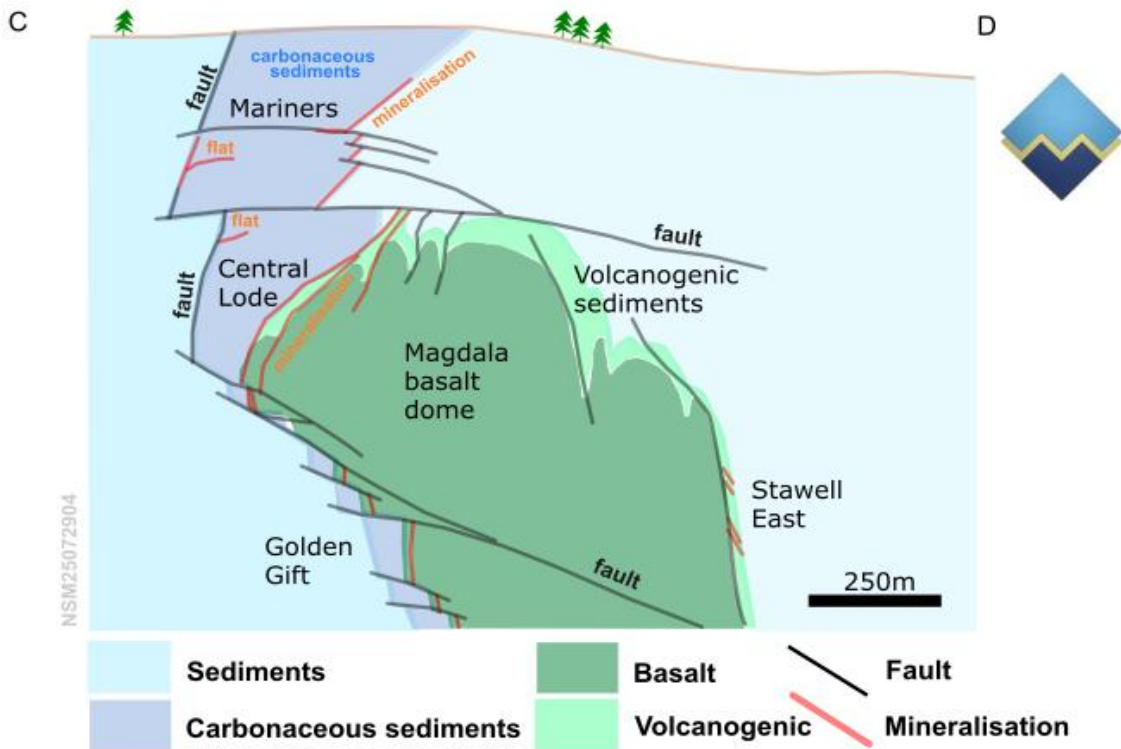 C
D
carbonaceous
sediments
fault
Mariners
mineralisation
flat
flat
fault
Central
Lode
fault
Volcanogenic
sediments
mineralisation
Magdala
basalt
dome
Stawell
East
Golden
Gift
fault
250m
NSM25072904
Sediments
Basalt
Fault
Carbonaceous sediments
Volcanogenic
Mineralisation